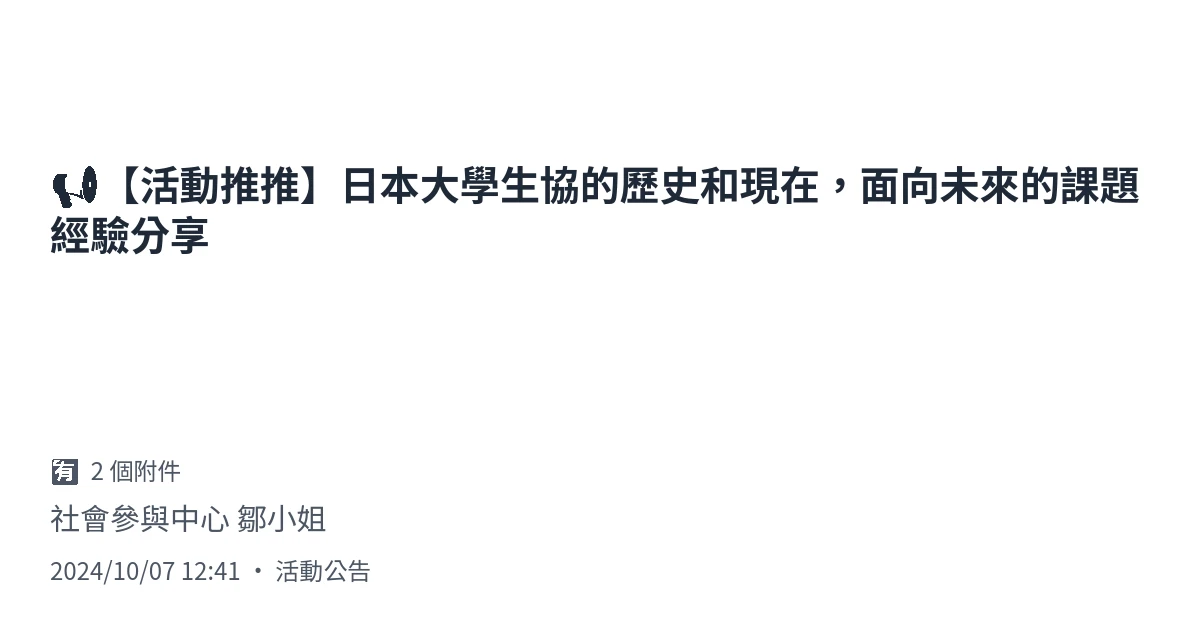 📢【活動推推】日本大學生協的歷史和現在，面向未來的課題
經驗分享
🈶 2 個附件
社會參與中心 鄒小姐
2024/10/07 12:41 • 活動公告